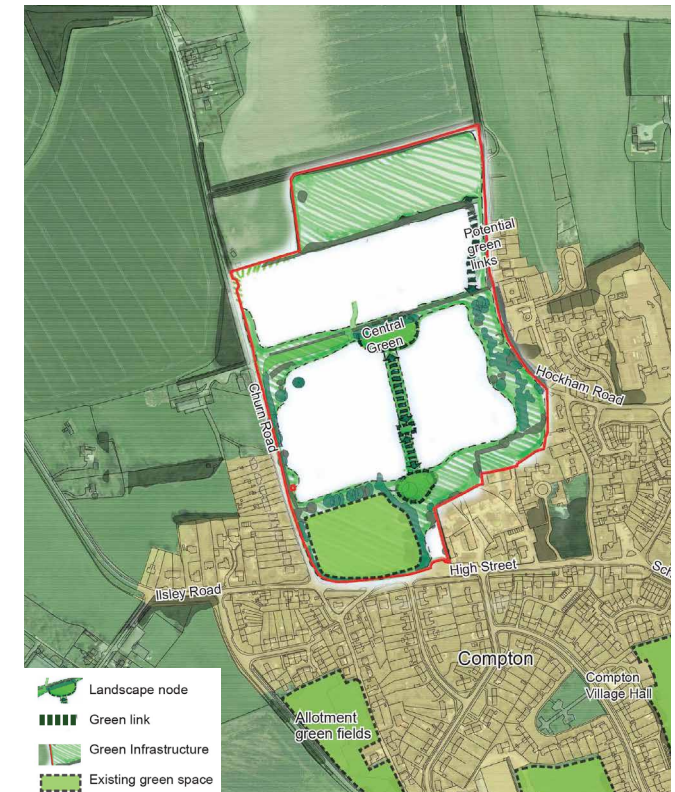 Potential
green
links
Central
Green
Hockham Road
Churn Road
High Street
Ilsley Road
Compton
Compton
Village Hall
Allotment
green fields
Landscape node
Green link
Green Infrastructure
Existing green space